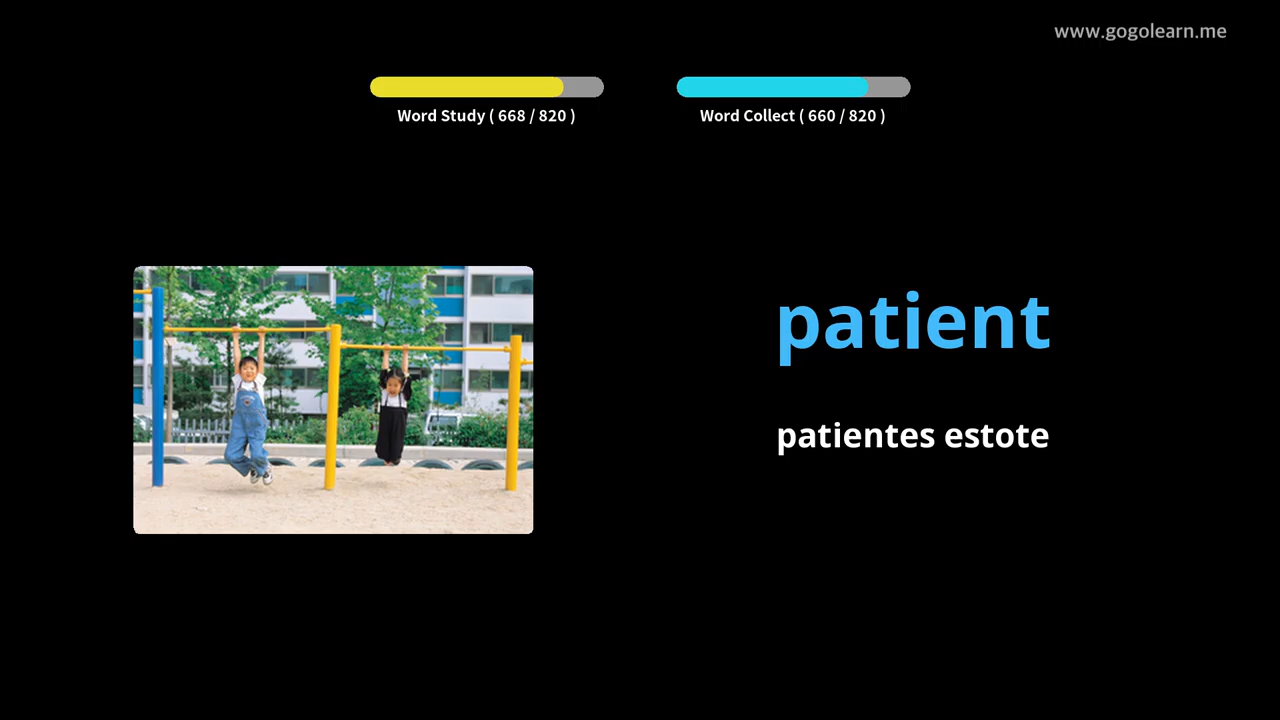 www.gogolearn.me
Word Study ( 668 / 820 )
Word Collect ( 660 / 820 )
patient
patientes estote